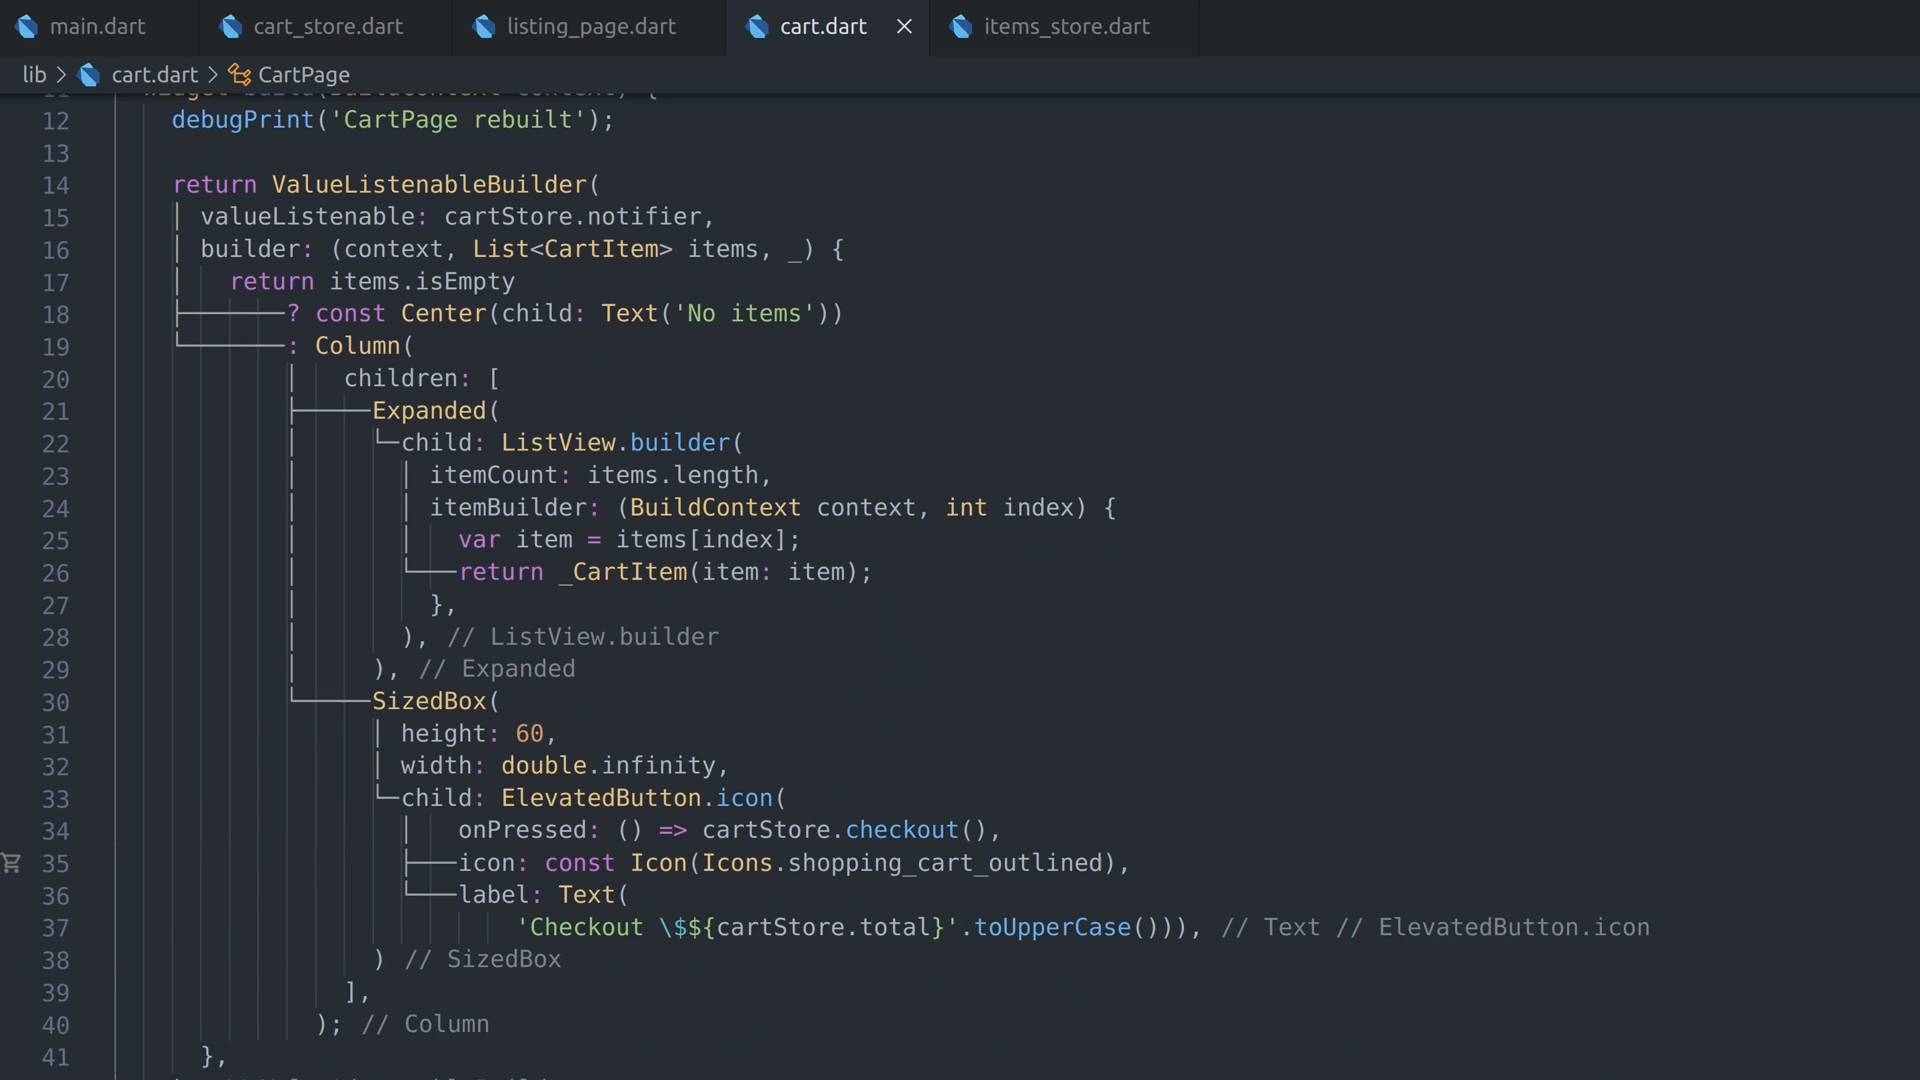 main.dart
cart_store.dart
listing_page.dart
cart.dart
items_store.dart
lib > cart.dart > CartPage
11 Widget build(BuildContext context) {
12 debugPrint('CartPage rebuilt');
13
14 return ValueListenableBuilder(
15 valueListenable: cartStore.notifier,
16 builder: (context, List<CartItem> items, _) {
17 return items.isEmpty
18 ? const Center(child: Text('No items'))
19 : Column(
20 children: [
21 Expanded(
22 child: ListView.builder(
23 itemCount: items.length,
24 itemBuilder: (BuildContext context, int index) {
25 var item = items[index];
26 return _CartItem(item: item);
27 },
28 ), // ListView.builder
29 ), // Expanded
30 SizedBox(
31 height: 60,
32 width: double.infinity,
33 child: ElevatedButton.icon(
34 onPressed: () => cartStore.checkout(),
35 icon: const Icon(Icons.shopping_cart_outlined),
36 label: Text(
37 'Checkout \$${cartStore.total}'.toUpperCase())), // Text // ElevatedButton.icon
38 ) // SizedBox
39 ],
40 ); // Column
41 },